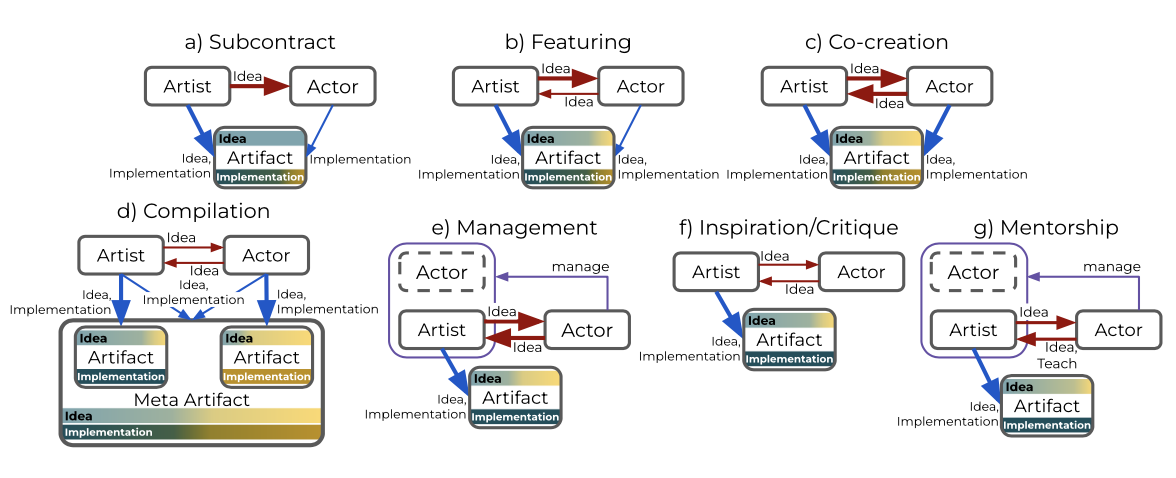 a) Subcontract
Artist
Idea
Actor
Idea,
Implementation
Implementation
Idea
Artifact
Implementation
b) Featuring
Artist
Idea
Idea
Actor
Idea,
Implementation
Idea,
Implementation
Idea
Artifact
Implementation
c) Co-creation
Artist
Idea
Idea
Actor
Idea,
Implementation
Idea,
Implementation
Idea
Artifact
Implementation
d) Compilation
Artist
Idea
Idea
Actor
Idea,
Implementation
Idea,
Implementation
Idea,
Implementation
Idea
Artifact
Implementation
Idea
Artifact
Implementation
Meta Artifact
Idea
Implementation
e) Management
Actor
manage
Artist
Idea
Idea
Actor
Idea,
Implementation
Idea
Artifact
Implementation
f) Inspiration/Critique
Artist
Idea
Idea
Actor
Idea,
Implementation
Idea
Artifact
Implementation
g) Mentorship
Actor
manage
Artist
Idea
Idea,
Teach
Actor
Idea,
Implementation
Idea
Artifact
Implementation